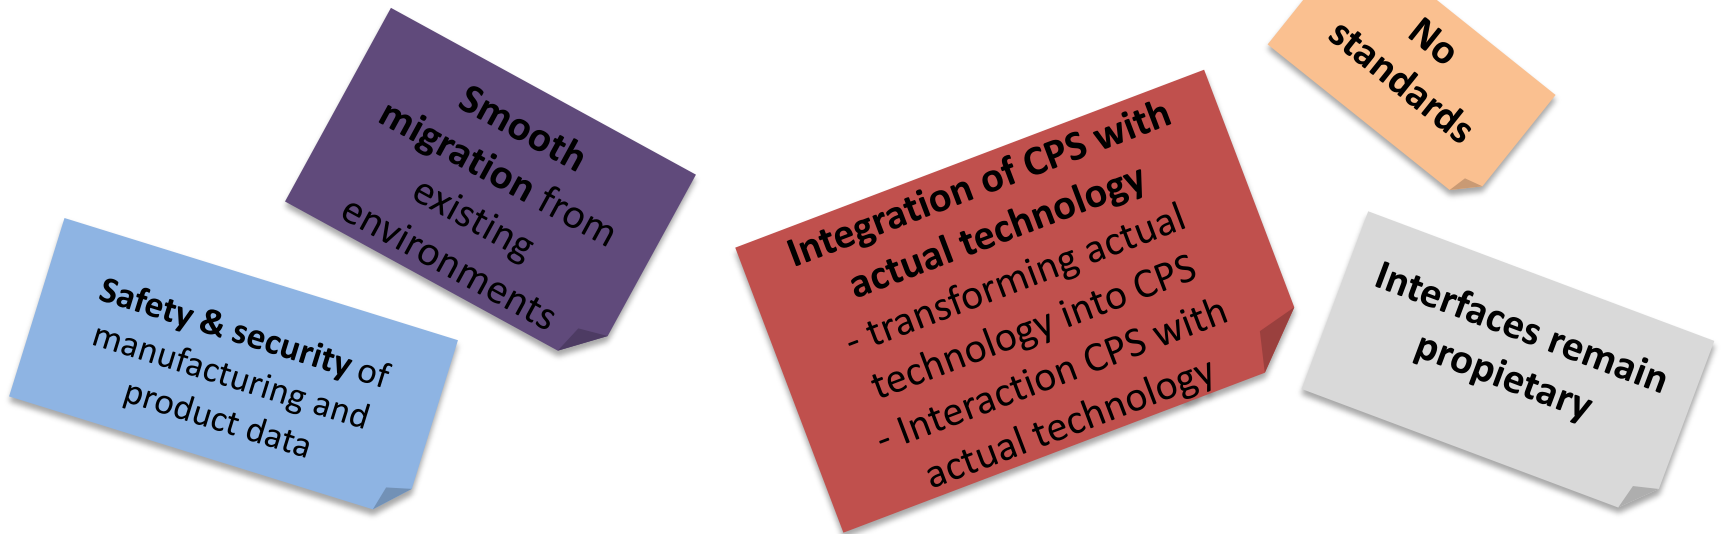 Safety & security of
manufacturing and
product data
Smooth
migration from
existing
environments
Integration of CPS with
actual technology
- transforming actual
technology into CPS
- Interaction CPS with
actual technology
No
standards
Interfaces remain
propietary